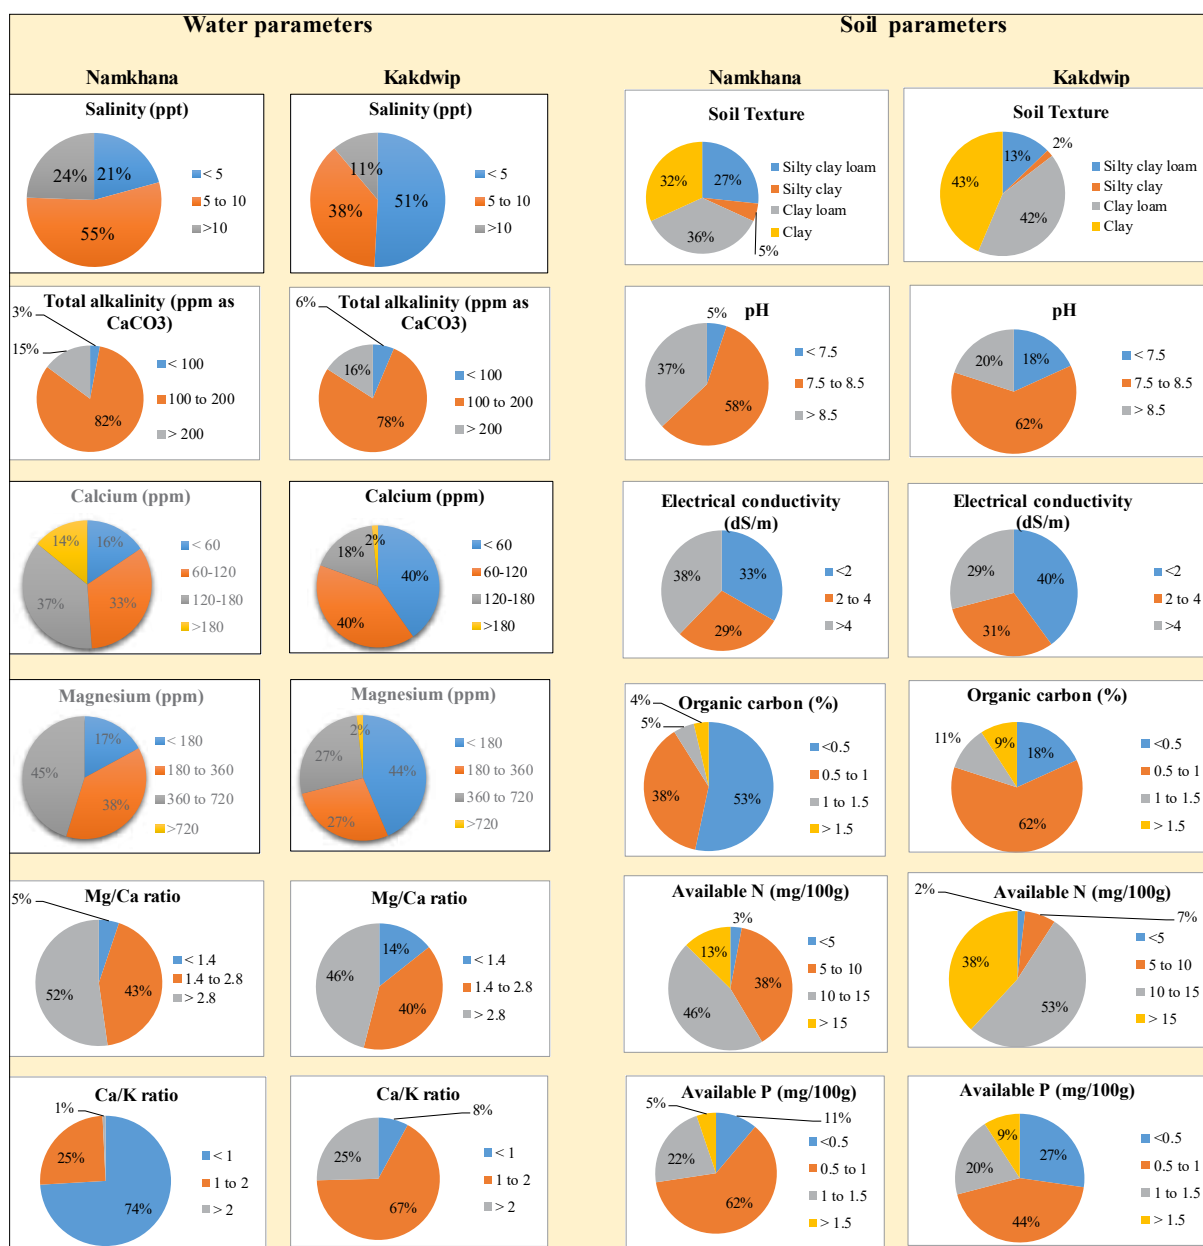 Water parameters
Soil parameters
Namkhana
Kakdwip
Namkhana
Kakdwip
Salinity (ppt)
24%
21%
55%
< 5
5 to 10
>10
Salinity (ppt)
11%
38%
51%
< 5
5 to 10
>10
Soil Texture
32%
27%
36%
5%
Silty clay loam
Silty clay
Clay loam
Clay
Soil Texture
2%
13%
43%
42%
Silty clay loam
Silty clay
Clay loam
Clay
Total alkalinity (ppm as
CaCO3)
3%
15%
82%
< 100
100 to 200
> 200
Total alkalinity (ppm as
CaCO3)
6%
16%
78%
< 100
100 to 200
> 200
pH
5%
37%
58%
< 7.5
7.5 to 8.5
> 8.5
pH
20%
18%
62%
< 7.5
7.5 to 8.5
> 8.5
Calcium (ppm)
14%
16%
37%
33%
< 60
60-120
120-180
>180
Calcium (ppm)
2%
18%
40%
40%
< 60
60-120
120-180
>180
Electrical conductivity
(dS/m)
38%
33%
29%
<2
2 to 4
>4
Electrical conductivity
(dS/m)
29%
40%
31%
<2
2 to 4
>4
Magnesium (ppm)
17%
45%
38%
< 180
180 to 360
360 to 720
>720
Magnesium (ppm)
2%
27%
44%
27%
< 180
180 to 360
360 to 720
>720
Organic carbon (%)
4%
5%
38%
53%
<0.5
0.5 to 1
1 to 1.5
> 1.5
Organic carbon (%)
11%
9%
18%
62%
<0.5
0.5 to 1
1 to 1.5
> 1.5
Mg/Ca ratio
5%
52%
43%
< 1.4
1.4 to 2.8
> 2.8
Mg/Ca ratio
14%
46%
40%
< 1.4
1.4 to 2.8
> 2.8
Available N (mg/100g)
3%
13%
38%
46%
<5
5 to 10
10 to 15
> 15
Available N (mg/100g)
2%
7%
38%
53%
<5
5 to 10
10 to 15
> 15
Ca/K ratio
1%
25%
74%
< 1
1 to 2
> 2
Ca/K ratio
8%
25%
67%
< 1
1 to 2
> 2
Available P (mg/100g)
5%
11%
22%
62%
<0.5
0.5 to 1
1 to 1.5
> 1.5
Available P (mg/100g)
9%
27%
20%
44%
<0.5
0.5 to 1
1 to 1.5
> 1.5